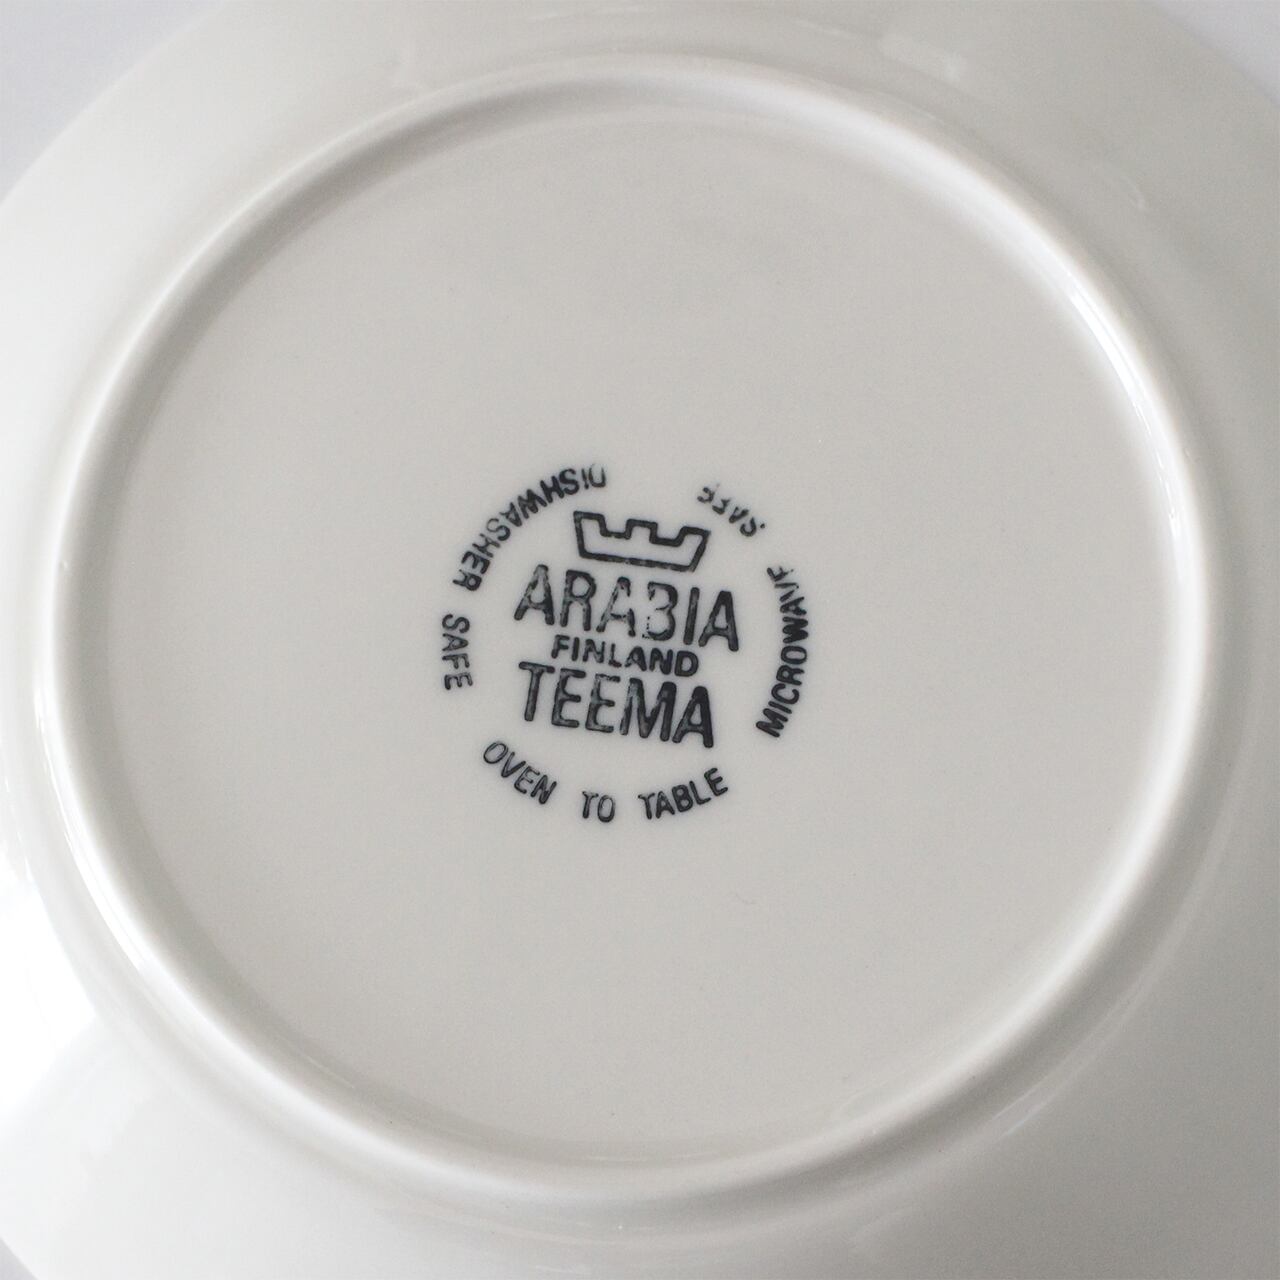 ARABIA
FINLAND
TEEMA
DISHWASHER SAFE
OVEN TO TABLE
MICROWAVE SAFE